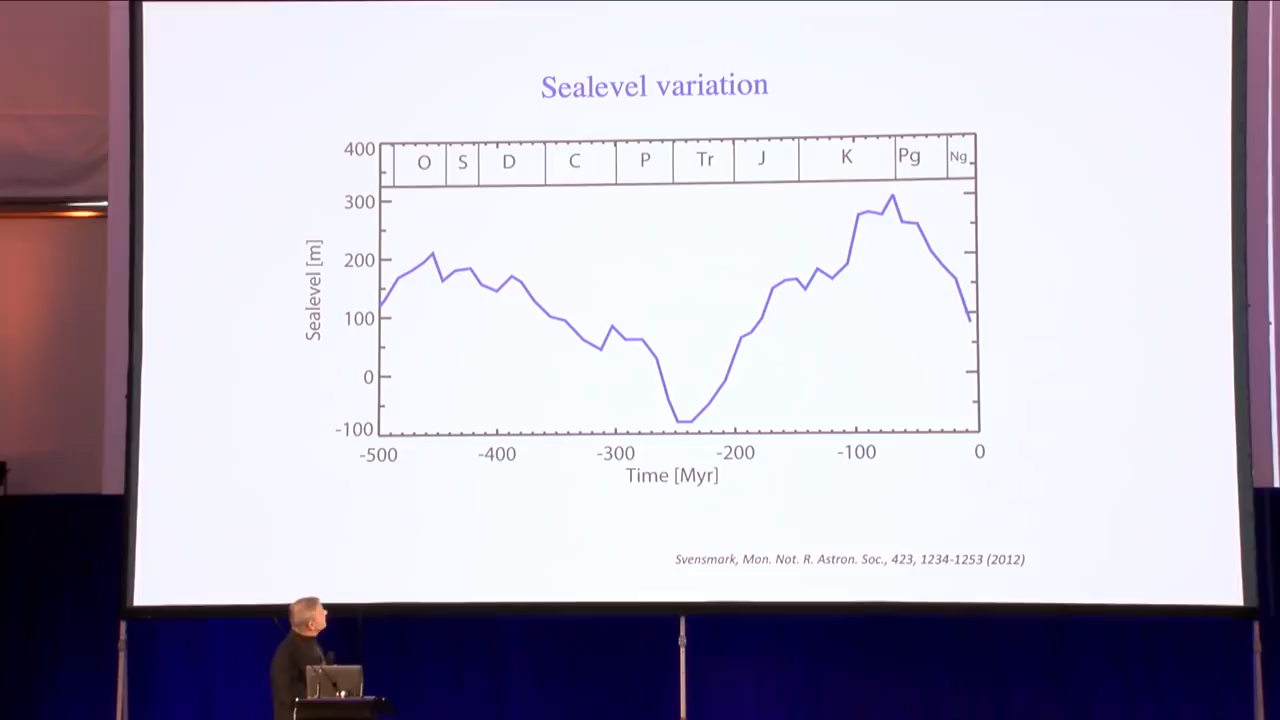 Sealevel variation
400
O S D C P Tr J K Pg Ng
300
200
100
0
-100
Sealevel [m]
-500 -400 -300 -200 -100 0
Time [Myr]
Svensmark, Mon. Not. R. Astron. Soc., 423, 1234-1253 (2012)